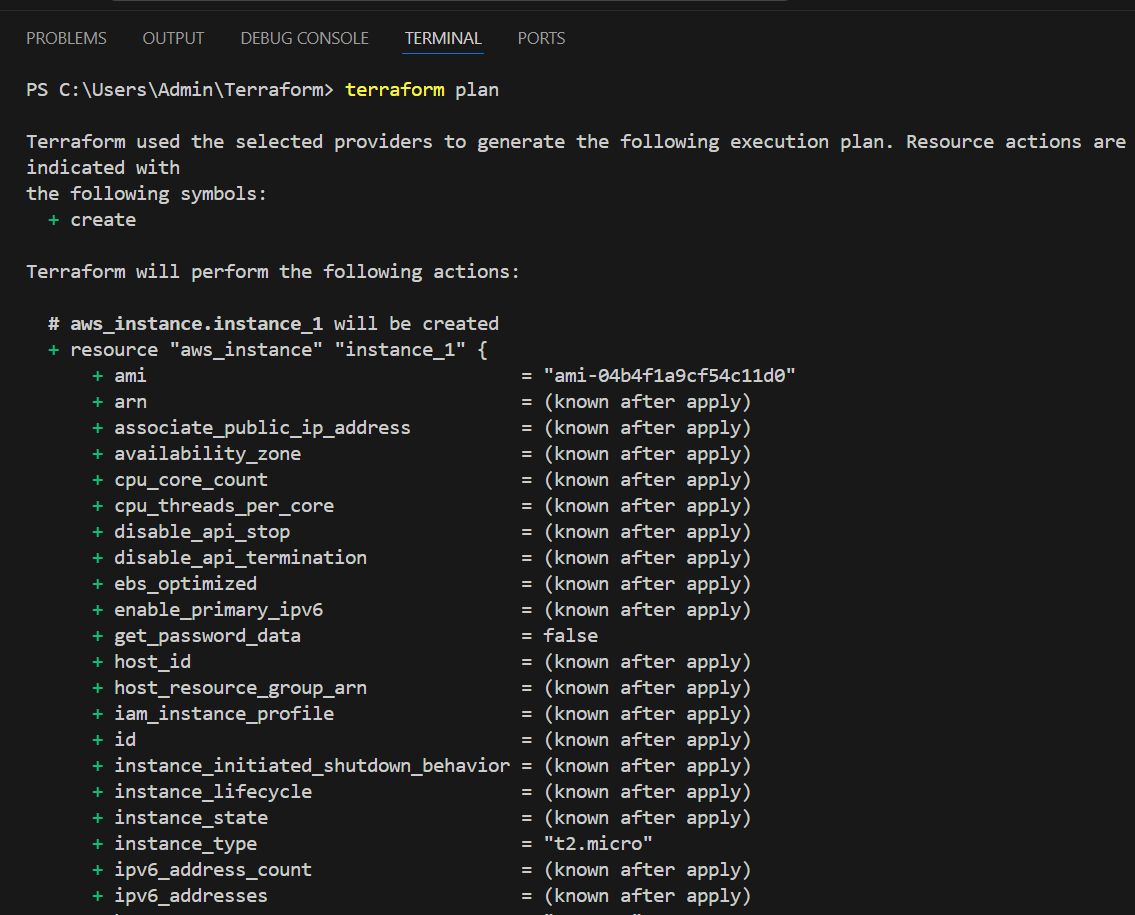 PROBLEMS OUTPUT DEBUG CONSOLE TERMINAL PORTS
PS C:\Users\Admin\Terraform> terraform plan
Terraform used the selected providers to generate the following execution plan. Resource actions are
indicated with
the following symbols:
+ create
Terraform will perform the following actions:
# aws_instance.instance_1 will be created
+ resource "aws_instance" "instance_1" {
+ ami = "ami-04b4f1a9cf54c11d0"
+ arn = (known after apply)
+ associate_public_ip_address = (known after apply)
+ availability_zone = (known after apply)
+ cpu_core_count = (known after apply)
+ cpu_threads_per_core = (known after apply)
+ disable_api_stop = (known after apply)
+ disable_api_termination = (known after apply)
+ ebs_optimized = (known after apply)
+ enable_primary_ipv6 = (known after apply)
+ get_password_data = false
+ host_id = (known after apply)
+ host_resource_group_arn = (known after apply)
+ iam_instance_profile = (known after apply)
+ id = (known after apply)
+ instance_initiated_shutdown_behavior = (known after apply)
+ instance_lifecycle = (known after apply)
+ instance_state = (known after apply)
+ instance_type = "t2.micro"
+ ipv6_address_count = (known after apply)
+ ipv6_addresses = (known after apply)